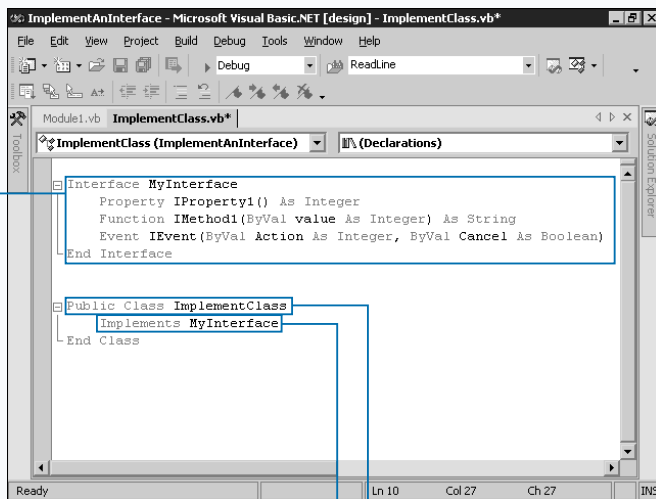 ImplementAnInterface - Microsoft Visual Basic.NET [design] - ImplementClass.vb*
File Edit View Project Build Debug Tools Window Help
Debug ReadLine
Module1.vb ImplementClass.vb*
ImplementClass (ImplementAnInterface) (Declarations)
Toolbox
Solution Explorer
Interface MyInterface
Property IProperty1() As Integer
Function IMethod1(ByVal value As Integer) As String
Event IEvent(ByVal Action As Integer, ByVal Cancel As Boolean)
End Interface
Public Class ImplementClass
Implements MyInterface
End Class
Ready Ln 10 Col 27 Ch 27 INS